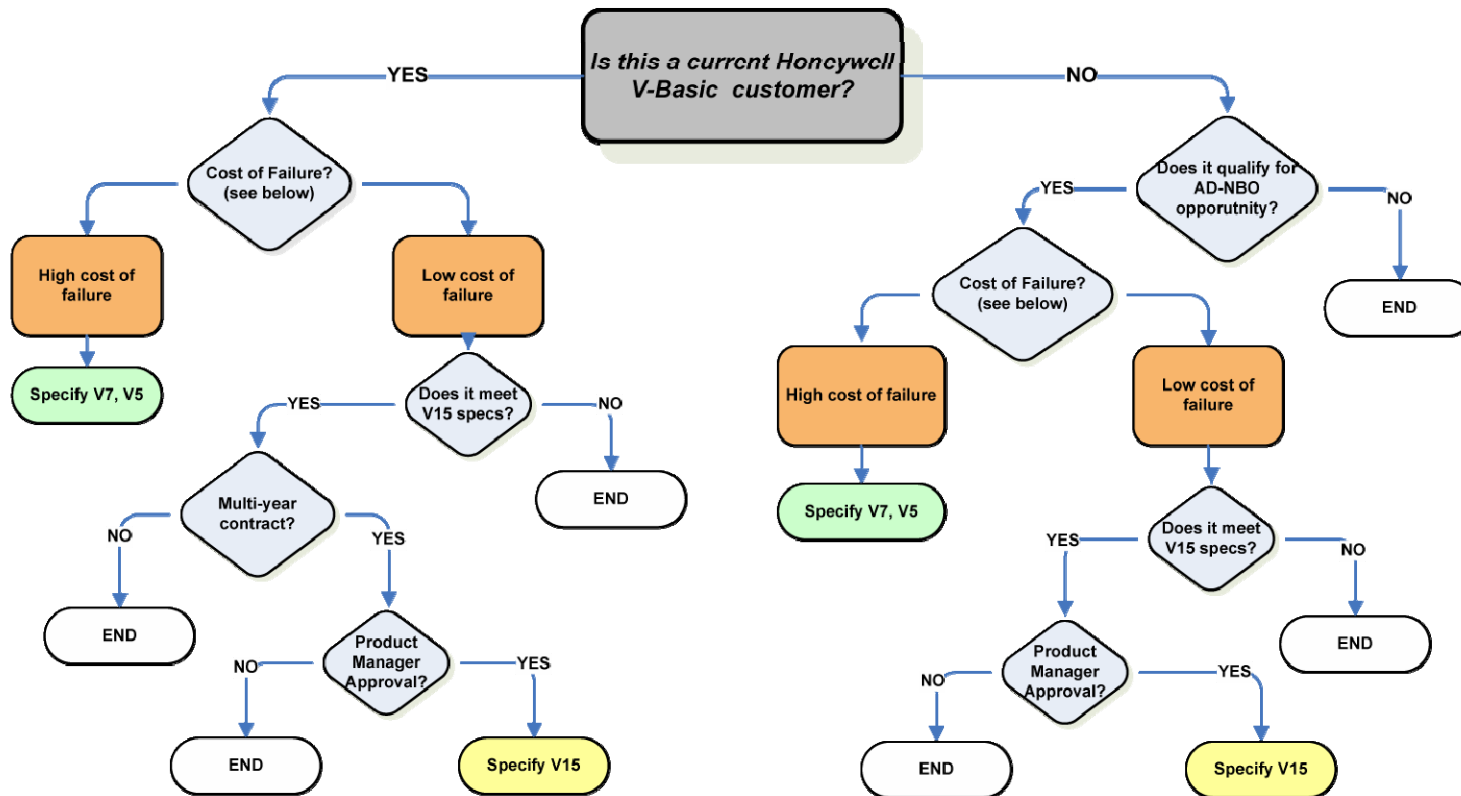 Is this a current Honeywell
V-Basic customer?
YES
NO
Cost of Failure?
(see below)
Does it qualify for
AD-NBO
opporutnity?
YES
NO
High cost of
failure
Low cost of
failure
Cost of Failure?
(see below)
END
Specify V7, V5
Does it meet
V15 specs?
YES
NO
High cost of failure
Low cost of
failure
END
Multi-year
contract?
NO
YES
Specify V7, V5
Does it meet
V15 specs?
YES
NO
END
END
Product
Manager
Approval?
NO
YES
Product
Manager
Approval?
NO
YES
END
Specify V15
END
Specify V15